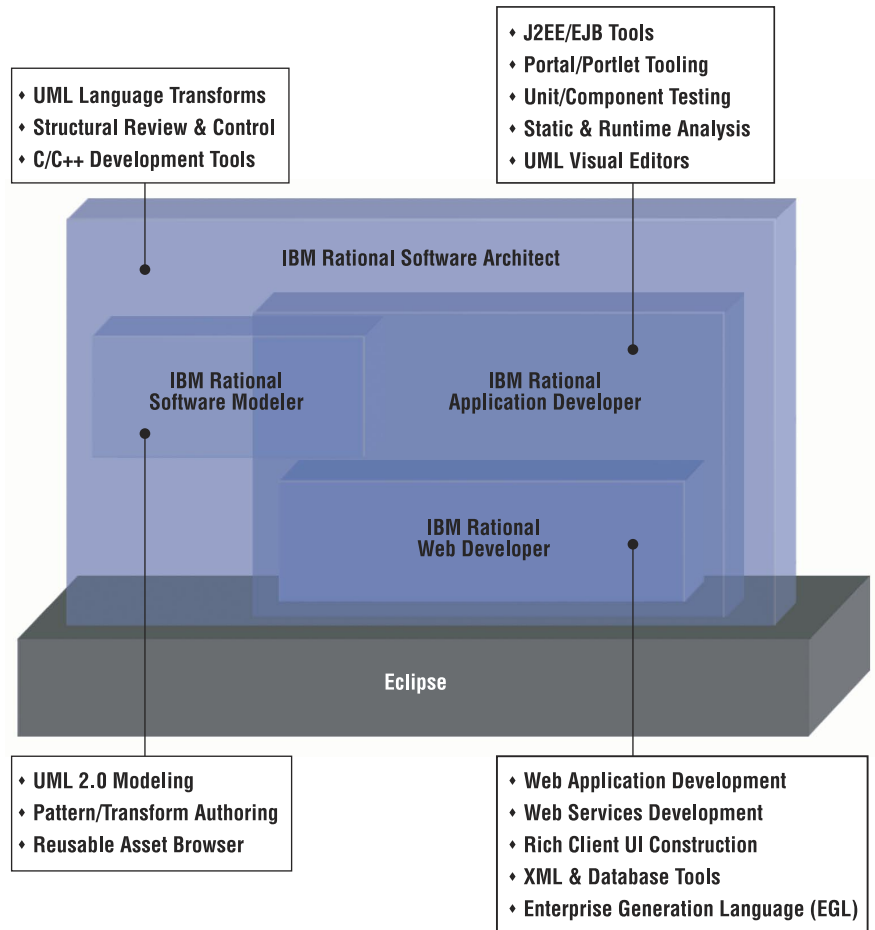 ♦ J2EE/EJB Tools
♦ Portal/Portlet Tooling
♦ Unit/Component Testing
♦ Static & Runtime Analysis
♦ UML Visual Editors
♦ UML Language Transforms
♦ Structural Review & Control
♦ C/C++ Development Tools
IBM Rational Software Architect
IBM Rational
Software Modeler
IBM Rational
Application Developer
IBM Rational
Web Developer
Eclipse
♦ UML 2.0 Modeling
♦ Pattern/Transform Authoring
♦ Reusable Asset Browser
♦ Web Application Development
♦ Web Services Development
♦ Rich Client UI Construction
♦ XML & Database Tools
♦ Enterprise Generation Language (EGL)